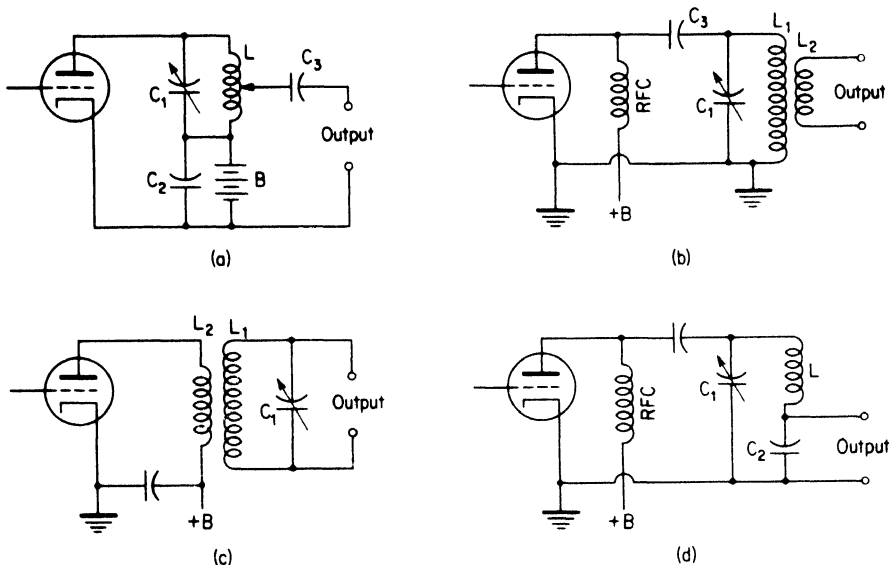 L
C3
C1
Output
C2
B
(a)
C3
L1
L2
RFC
C1
Output
+B
(b)
L2
L1
C1
Output
+B
(c)
C1
L
RFC
C2
Output
+B
(d)